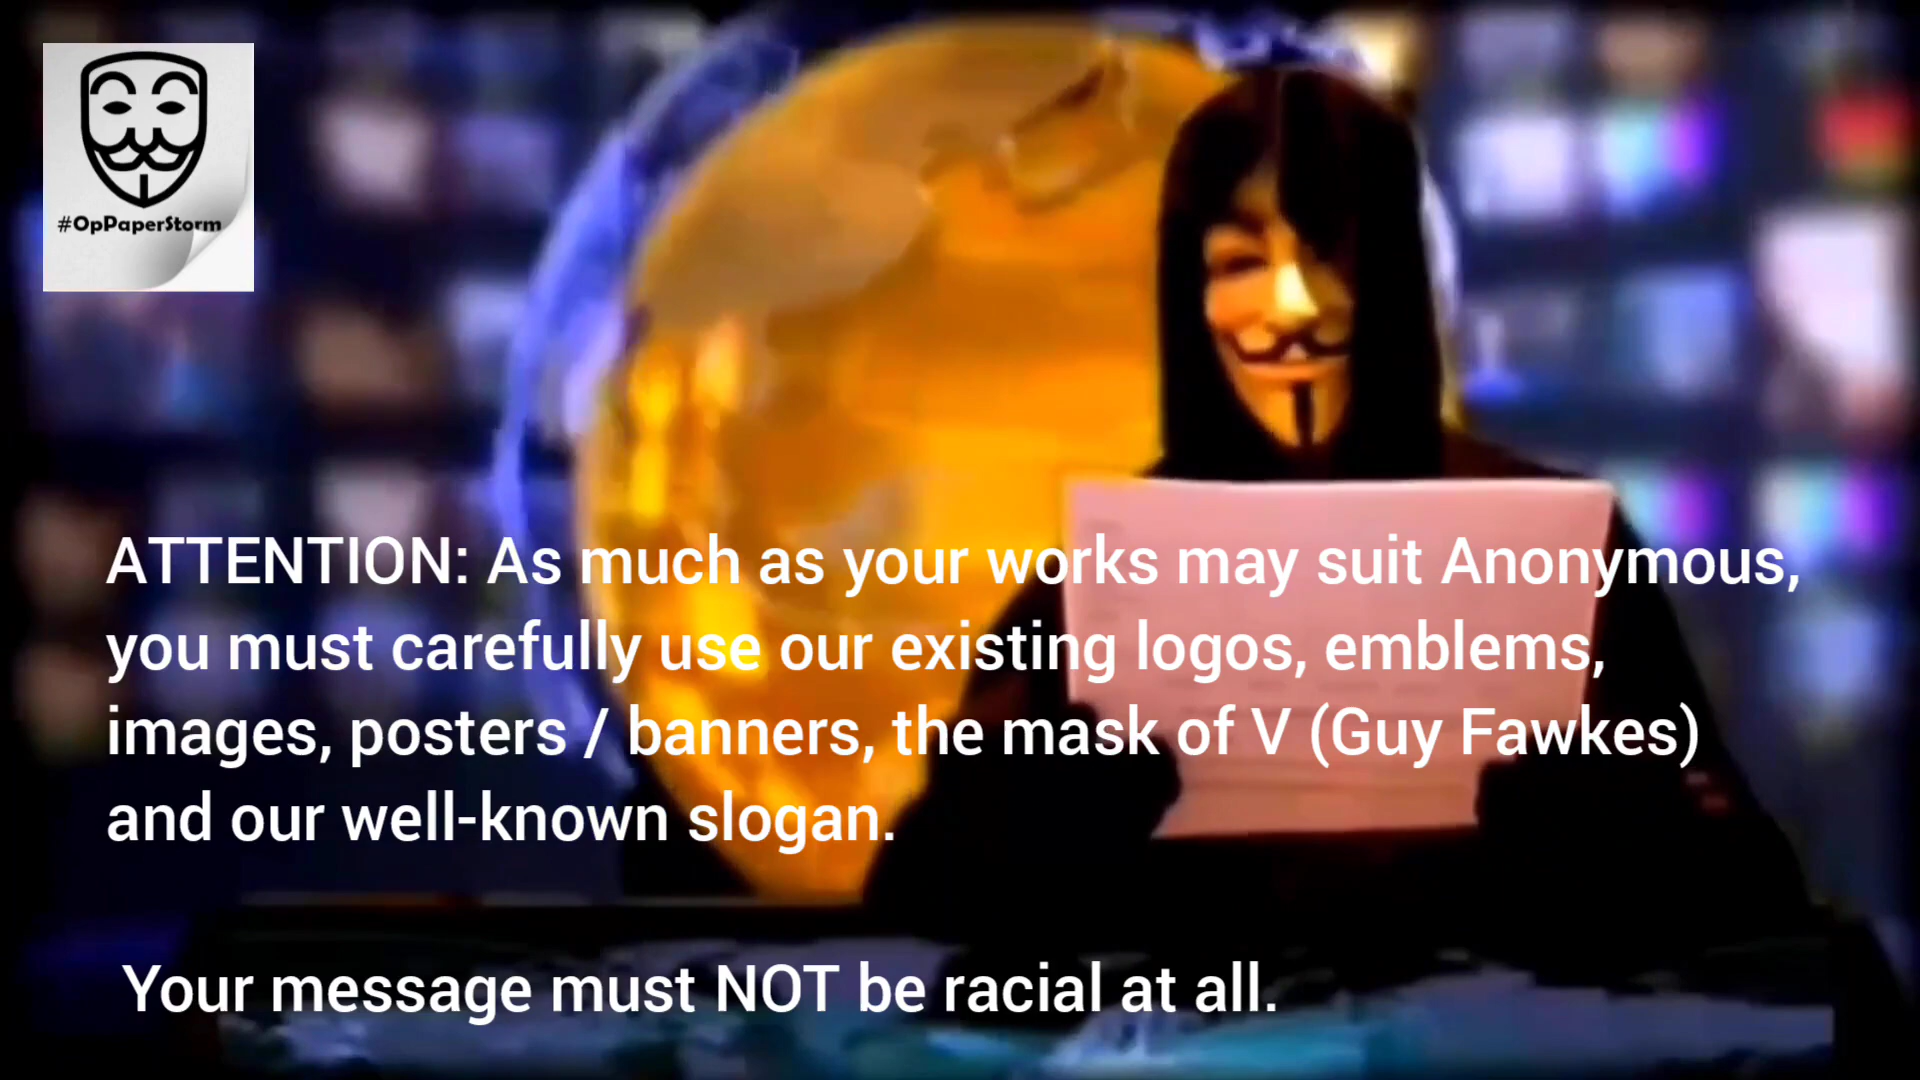 #OpPaperStorm
ATTENTION: As much as your works may suit Anonymous,
you must carefully use our existing logos, emblems,
images, posters / banners, the mask of V (Guy Fawkes)
and our well-known slogan.
Your message must NOT be racial at all.